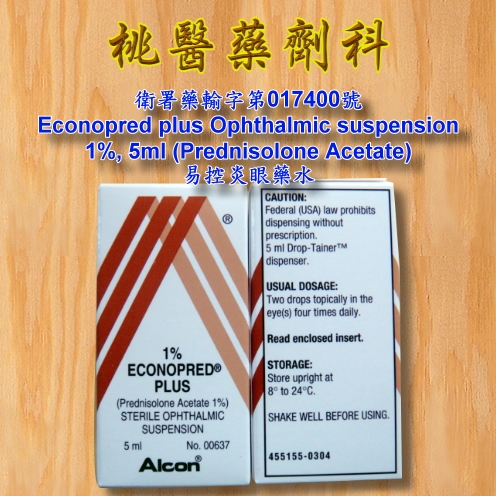 桃醫藥劑科
衛署藥輸字第017400號
Econopred plus Ophthalmic suspension
1%, 5ml (Prednisolone Acetate)
易控炎眼藥水
®
1%
ECONOPRED®
PLUS
(Prednisolone Acetate 1%)
STERILE OPHTHALMIC
SUSPENSION
5 ml No. 00637
Alcon®
CAUTION:
Federal (USA) law prohibits
dispensing without
prescription.
5 ml Drop-Tainer™
dispenser.
USUAL DOSAGE:
Two drops topically in the
eye(s) four times daily.
Read enclosed insert.
STORAGE:
Store upright at
8° to 24°C.
SHAKE WELL BEFORE USING.
455155-0304